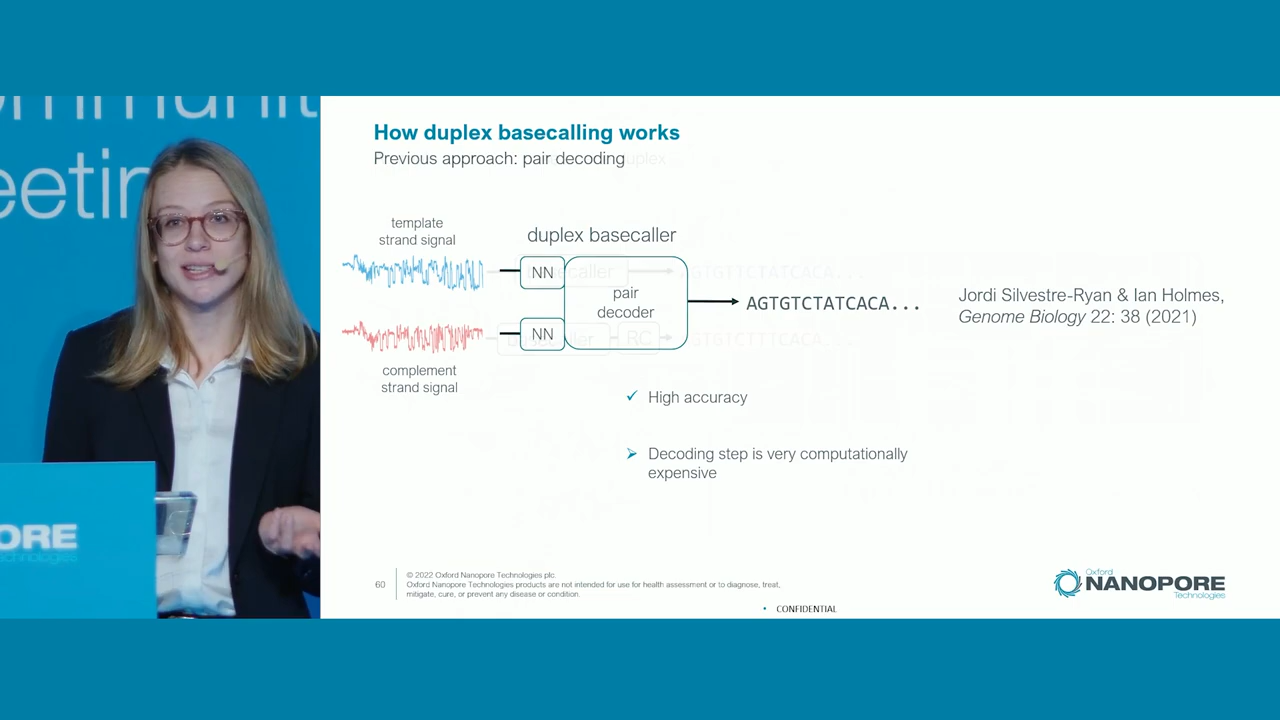 ommunit
eetin
ORE
Technologies
How duplex basecalling works
Previous approach: pair decoding
template
strand signal
duplex basecaller
NN
pair
decoder
NN
AGTGTCTATCACA...
complement
strand signal
Jordi Silvestre-Ryan & Ian Holmes,
Genome Biology 22: 38 (2021)
✓ High accuracy
➢ Decoding step is very computationally
expensive
60
© 2022 Oxford Nanopore Technologies plc.
Oxford Nanopore Technologies products are not intended for use for health assessment or to diagnose, treat,
mitigate, cure, or prevent any disease or condition.
• CONFIDENTIAL
Oxford
NANOPORE
Technologies